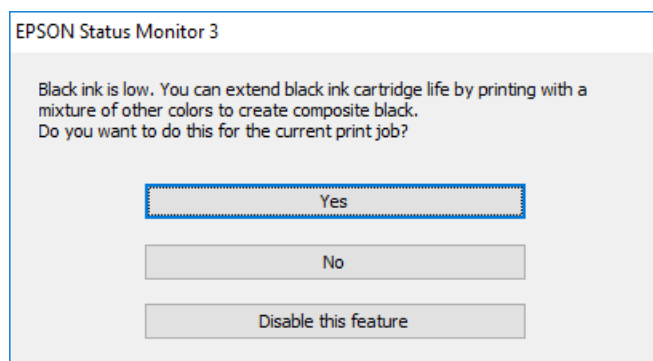 EPSON Status Monitor 3
Black ink is low. You can extend black ink cartridge life by printing with a
mixture of other colors to create composite black.
Do you want to do this for the current print job?
Yes
No
Disable this feature